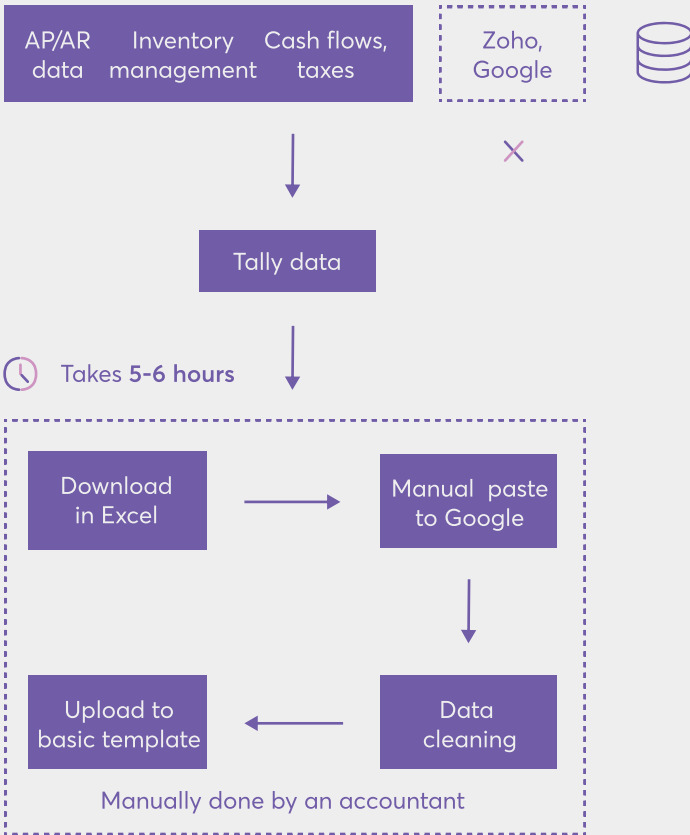 AP/AR
data
Inventory
management
Cash flows,
taxes
Zoho,
Google
Tally data
Takes 5-6 hours
Download
in Excel
Manual paste
to Google
Upload to
basic template
Data
cleaning
Manually done by an accountant